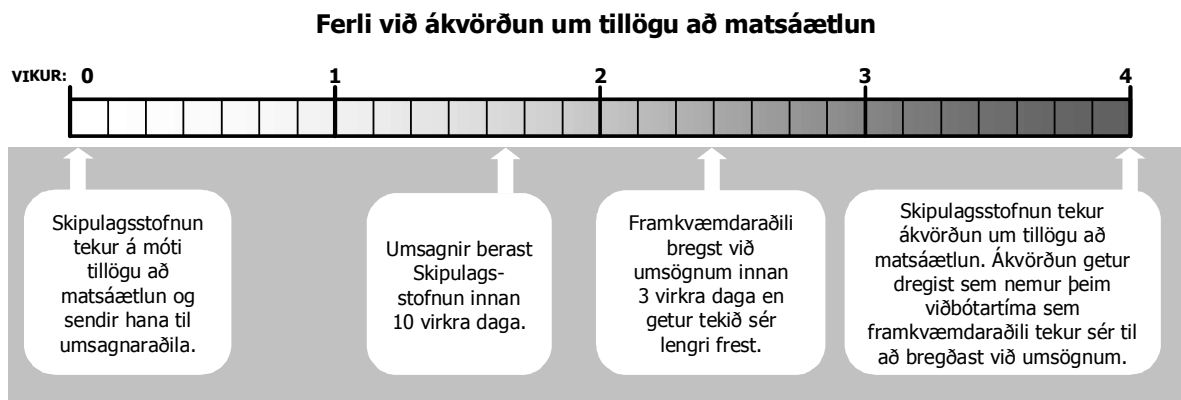 Ferli við ákvörðun um tillögu að matsáætlun
VIKUR: 0 1 2 3 4
Skipulagsstofnun
tekur á móti
tillögu að
matsáætlun og
sendir hana til
umsagnaraðila.
Umsagnir berast
Skipulags-
stofnun innan
10 virkra daga.
Framkvæmdaraðili
bregst við
umsögnum innan
3 virkra daga en
getur tekið sér
lengri frest.
Skipulagsstofnun tekur
ákvörðun um tillögu að
matsáætlun. Ákvörðun getur
dregist sem nemur þeim
viðbótartíma sem
framkvæmdaraðili tekur sér til
að bregðast við umsögnum.